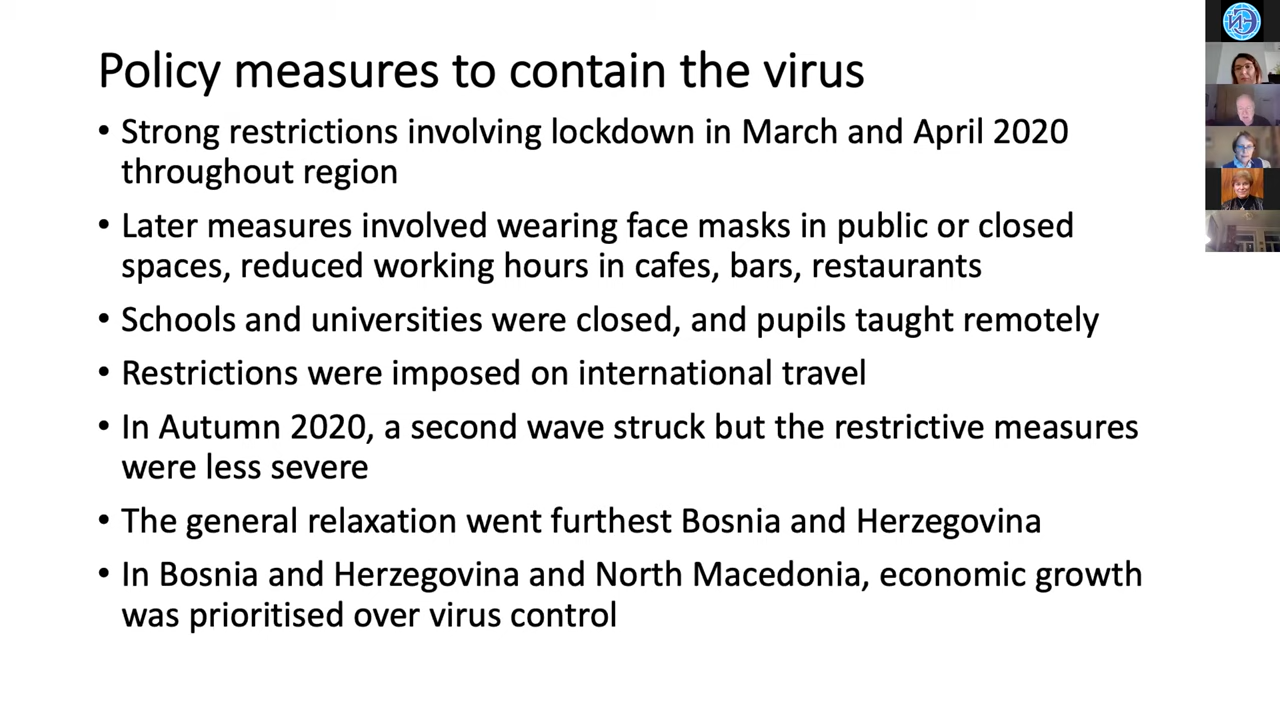 Policy measures to contain the virus
• Strong restrictions involving lockdown in March and April 2020
throughout region
• Later measures involved wearing face masks in public or closed
spaces, reduced working hours in cafes, bars, restaurants
• Schools and universities were closed, and pupils taught remotely
• Restrictions were imposed on international travel
• In Autumn 2020, a second wave struck but the restrictive measures
were less severe
• The general relaxation went furthest Bosnia and Herzegovina
• In Bosnia and Herzegovina and North Macedonia, economic growth
was prioritised over virus control